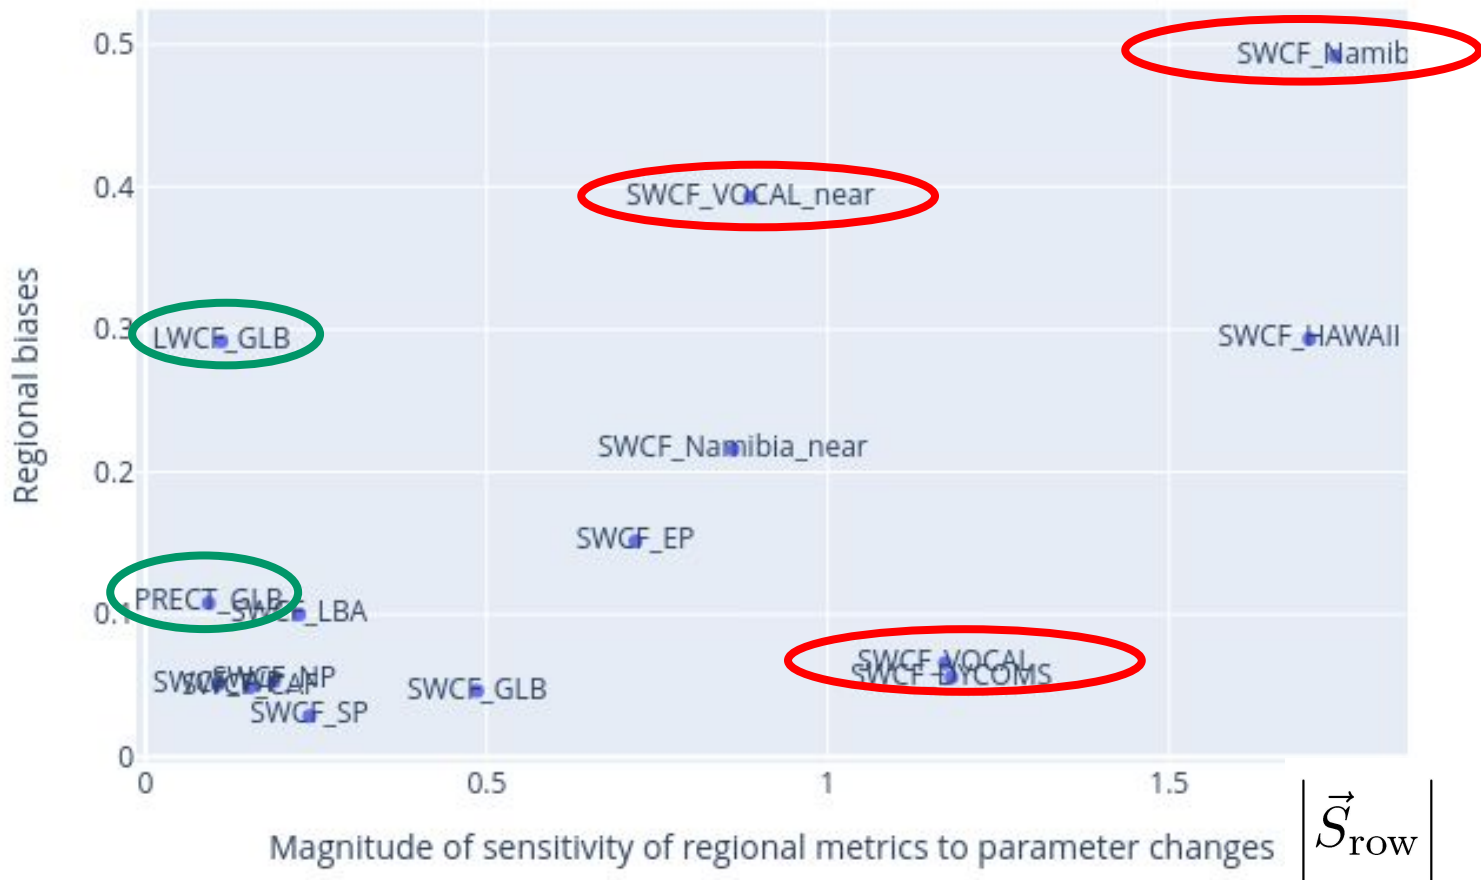 0.5
SWCF_Namib
0.4
SWCF_VOCAL_near
0.3
LWCF_GLB
SWCF_HAWAII
SWCF_Namibia_near
0.2
SWCF_EP
PRECT_GLB
SWCF_LBA
0.1
SWCF_VOCAL
SWCF_DYCOMS
SWCF_NP
SWCF_GLB
SWCF_SP
0
0
0.5
1
1.5
Regional biases
Magnitude of sensitivity of regional metrics to parameter changes
|S⃗row|